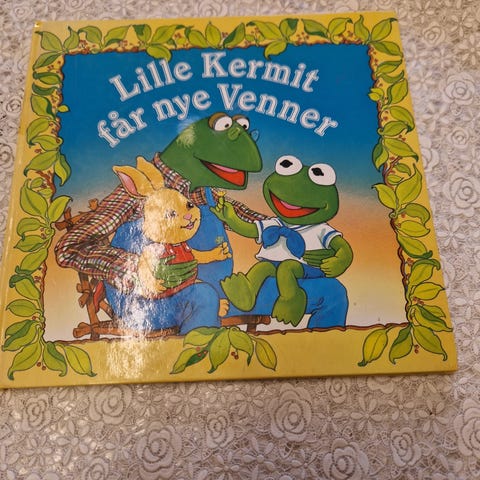 Lille Kermit
får nye Venner